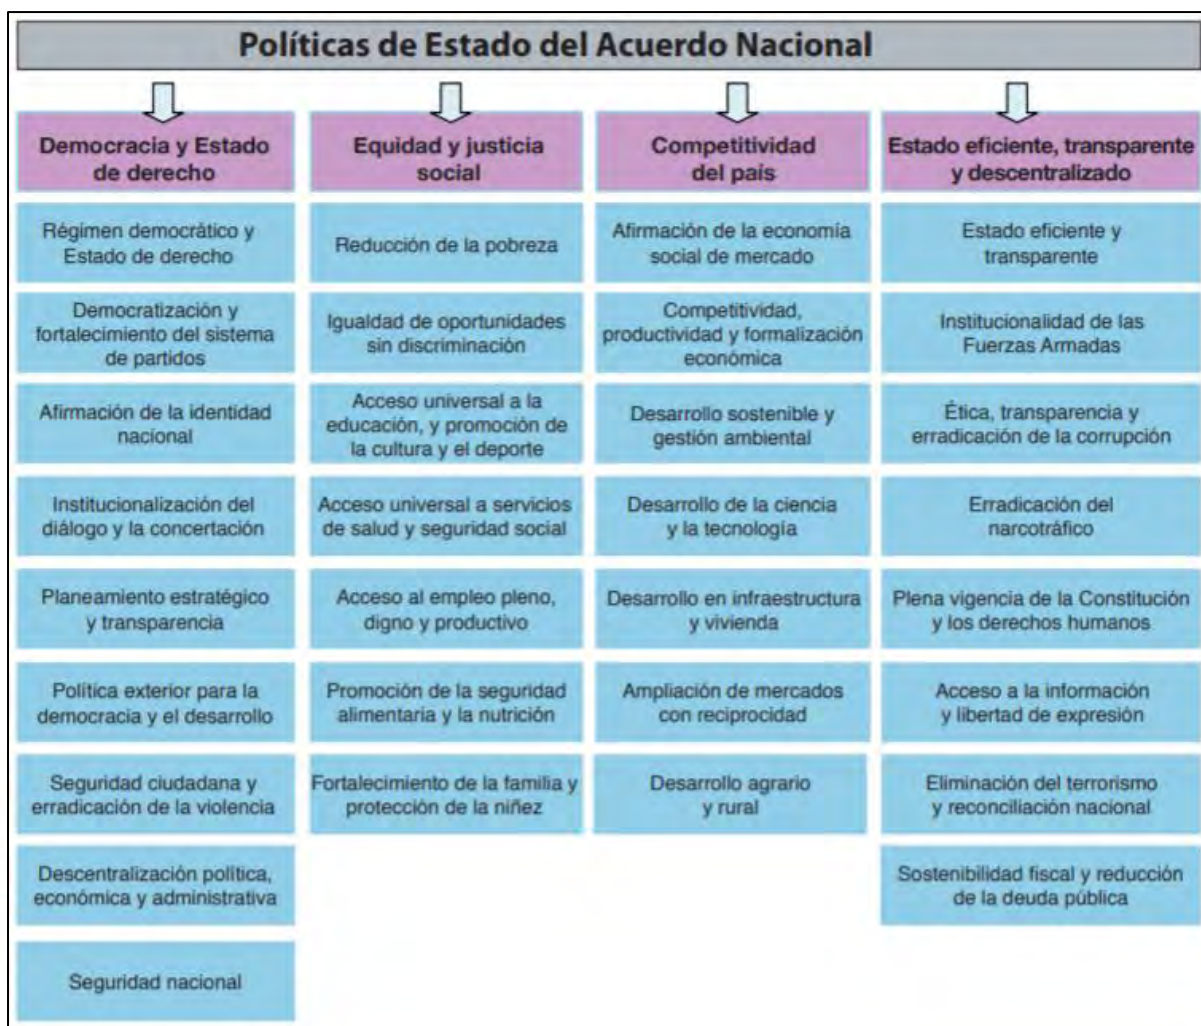 Políticas de Estado del Acuerdo Nacional
Democracia y Estado
de derecho
Régimen democrático y
Estado de derecho
Democratización y
fortalecimiento del sistema
de partidos
Afirmación de la identidad
nacional
Institucionalización del
diálogo y la concertación
Planeamiento estratégico
y transparencia
Política exterior para la
democracia y el desarrollo
Seguridad ciudadana y
erradicación de la violencia
Descentralización política,
económica y administrativa
Seguridad nacional
Equidad y justicia
social
Reducción de la pobreza
Igualdad de oportunidades
sin discriminación
Acceso universal a la
educación, y promoción de
la cultura y el deporte
Acceso universal a servicios
de salud y seguridad social
Acceso al empleo pleno,
digno y productivo
Promoción de la seguridad
alimentaria y la nutrición
Fortalecimiento de la familia y
protección de la niñez
Competitividad
del país
Afirmación de la economía
social de mercado
Competitividad,
productividad y formalización
económica
Desarrollo sostenible y
gestión ambiental
Desarrollo de la ciencia
y la tecnología
Desarrollo en infraestructura
y vivienda
Ampliación de mercados
con reciprocidad
Desarrollo agrario
y rural
Estado eficiente, transparente
y descentralizado
Estado eficiente y
transparente
Institucionalidad de las
Fuerzas Armadas
Ética, transparencia y
erradicación de la corrupción
Erradicación del
narcotráfico
Plena vigencia de la Constitución
y los derechos humanos
Acceso a la información
y libertad de expresión
Eliminación del terrorismo
y reconciliación nacional
Sostenibilidad fiscal y reducción
de la deuda pública